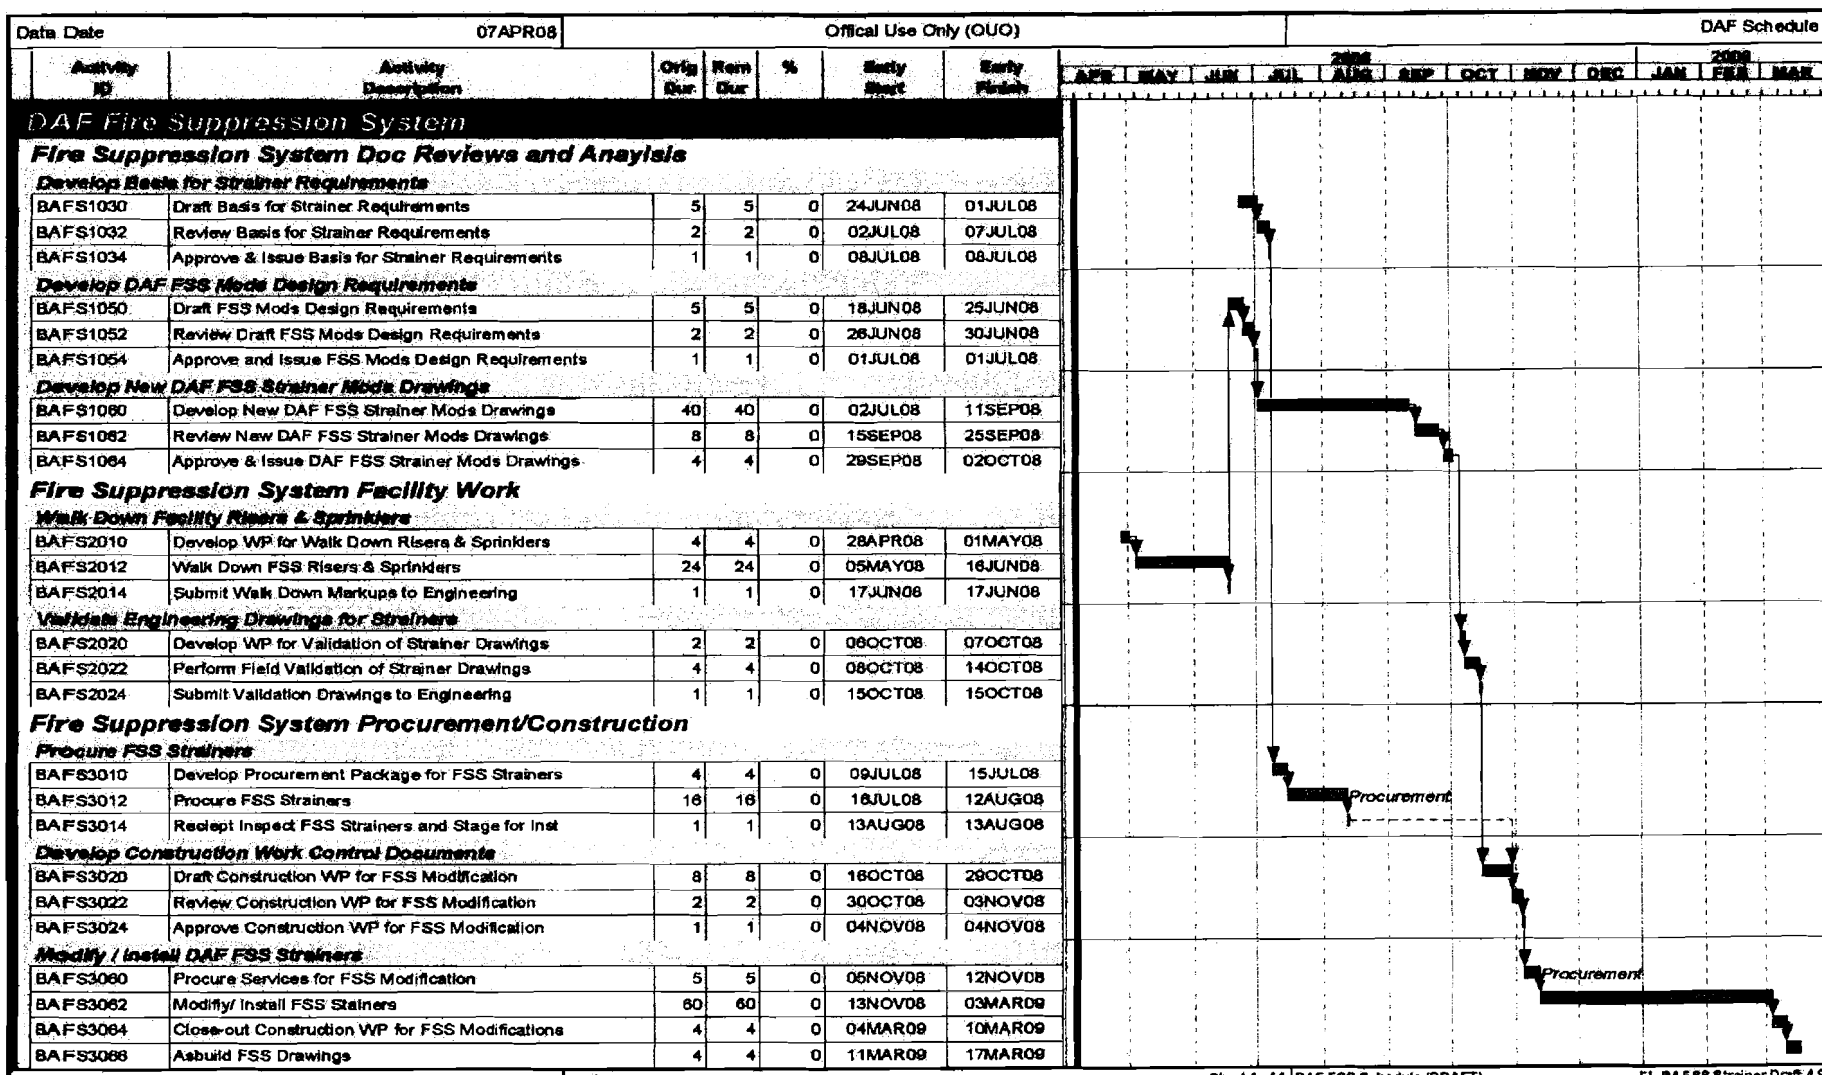 Data Date 07APR08 Offical Use Only (OUO) DAF Schedule
Activity ID Activity Description Orig Dur Rem Dur % Early Start Early Finish
APR MAY JUN JUL AUG SEP OCT NOV DEC JAN FEB MAR
DAF Fire Suppression System
Fire Suppression System Doc Reviews and Anaylsis
Develop Basis for Strainer Requirements
BAFS1030 Draft Basis for Strainer Requirements 5 5 0 24JUN08 01JUL08
BAFS1032 Review Basis for Strainer Requirements 2 2 0 02JUL08 07JUL08
BAFS1034 Approve & Issue Basis for Strainer Requirements 1 1 0 08JUL08 08JUL08
Develop DAF FSS Mods Design Requirements
BAFS1050 Draft FSS Mods Design Requirements 5 5 0 18JUN08 25JUN08
BAFS1052 Review Draft FSS Mods Design Requirements 2 2 0 26JUN08 30JUN08
BAFS1054 Approve and Issue FSS Mods Design Requirements 1 1 0 01JUL08 01JUL08
Develop New DAF FSS Strainer Mods Drawings
BAFS1060 Develop New DAF FSS Strainer Mods Drawings 40 40 0 02JUL08 11SEP08
BAFS1062 Review New DAF FSS Strainer Mods Drawings 8 8 0 15SEP08 25SEP08
BAFS1064 Approve & Issue DAF FSS Strainer Mods Drawings 4 4 0 29SEP08 02OCT08
Fire Suppression System Facility Work
Walk Down Facility Risers & Sprinklers
BAFS2010 Develop WP for Walk Down Risers & Sprinklers 4 4 0 28APR08 01MAY08
BAFS2012 Walk Down FSS Risers & Sprinklers 24 24 0 05MAY08 16JUN08
BAFS2014 Submit Walk Down Markups to Engineering 1 1 0 17JUN08 17JUN08
Validate Engineering Drawings for Strainers
BAFS2020 Develop WP for Validation of Strainer Drawings 2 2 0 06OCT08 07OCT08
BAFS2022 Perform Field Validation of Strainer Drawings 4 4 0 08OCT08 14OCT08
BAFS2024 Submit Validation Drawings to Engineering 1 1 0 15OCT08 15OCT08
Fire Suppression System Procurement/Construction
Procure FSS Strainers
BAFS3010 Develop Procurement Package for FSS Strainers 4 4 0 09JUL08 15JUL08
BAFS3012 Procure FSS Strainers 16 16 0 16JUL08 12AUG08 Procurement
BAFS3014 Reciept Inspect FSS Strainers and Stage for Inst 1 1 0 13AUG08 13AUG08
Develop Construction Work Control Documents
BAFS3020 Draft Construction WP for FSS Modification 8 8 0 16OCT08 29OCT08
BAFS3022 Review Construction WP for FSS Modification 2 2 0 30OCT08 03NOV08
BAFS3024 Approve Construction WP for FSS Modification 1 1 0 04NOV08 04NOV08
Modify / Install DAF FSS Strainers
BAFS3060 Procure Services for FSS Modification 5 5 0 05NOV08 12NOV08 Procurement
BAFS3062 Modifiy/ Install FSS Stainers 60 60 0 13NOV08 03MAR09
BAFS3064 Close-out Construction WP for FSS Modifications 4 4 0 04MAR09 10MAR09
BAFS3066 Asbuild FSS Drawings 4 4 0 11MAR09 17MAR09